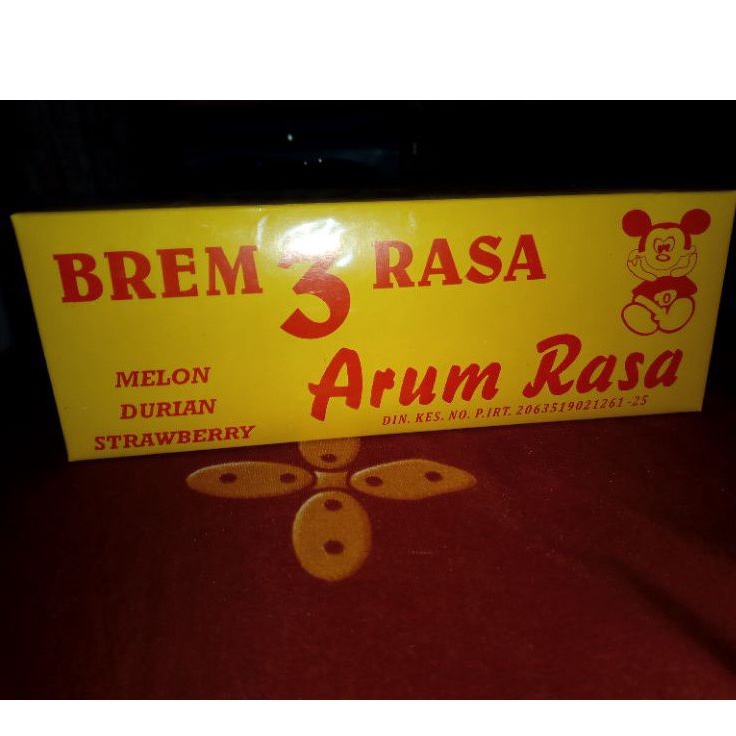 BREM 3 RASA
MELON
DURIAN
STRAWBERRY
Arum Rasa
DIN. KES. NO. P.IRT. 2063519021261-25